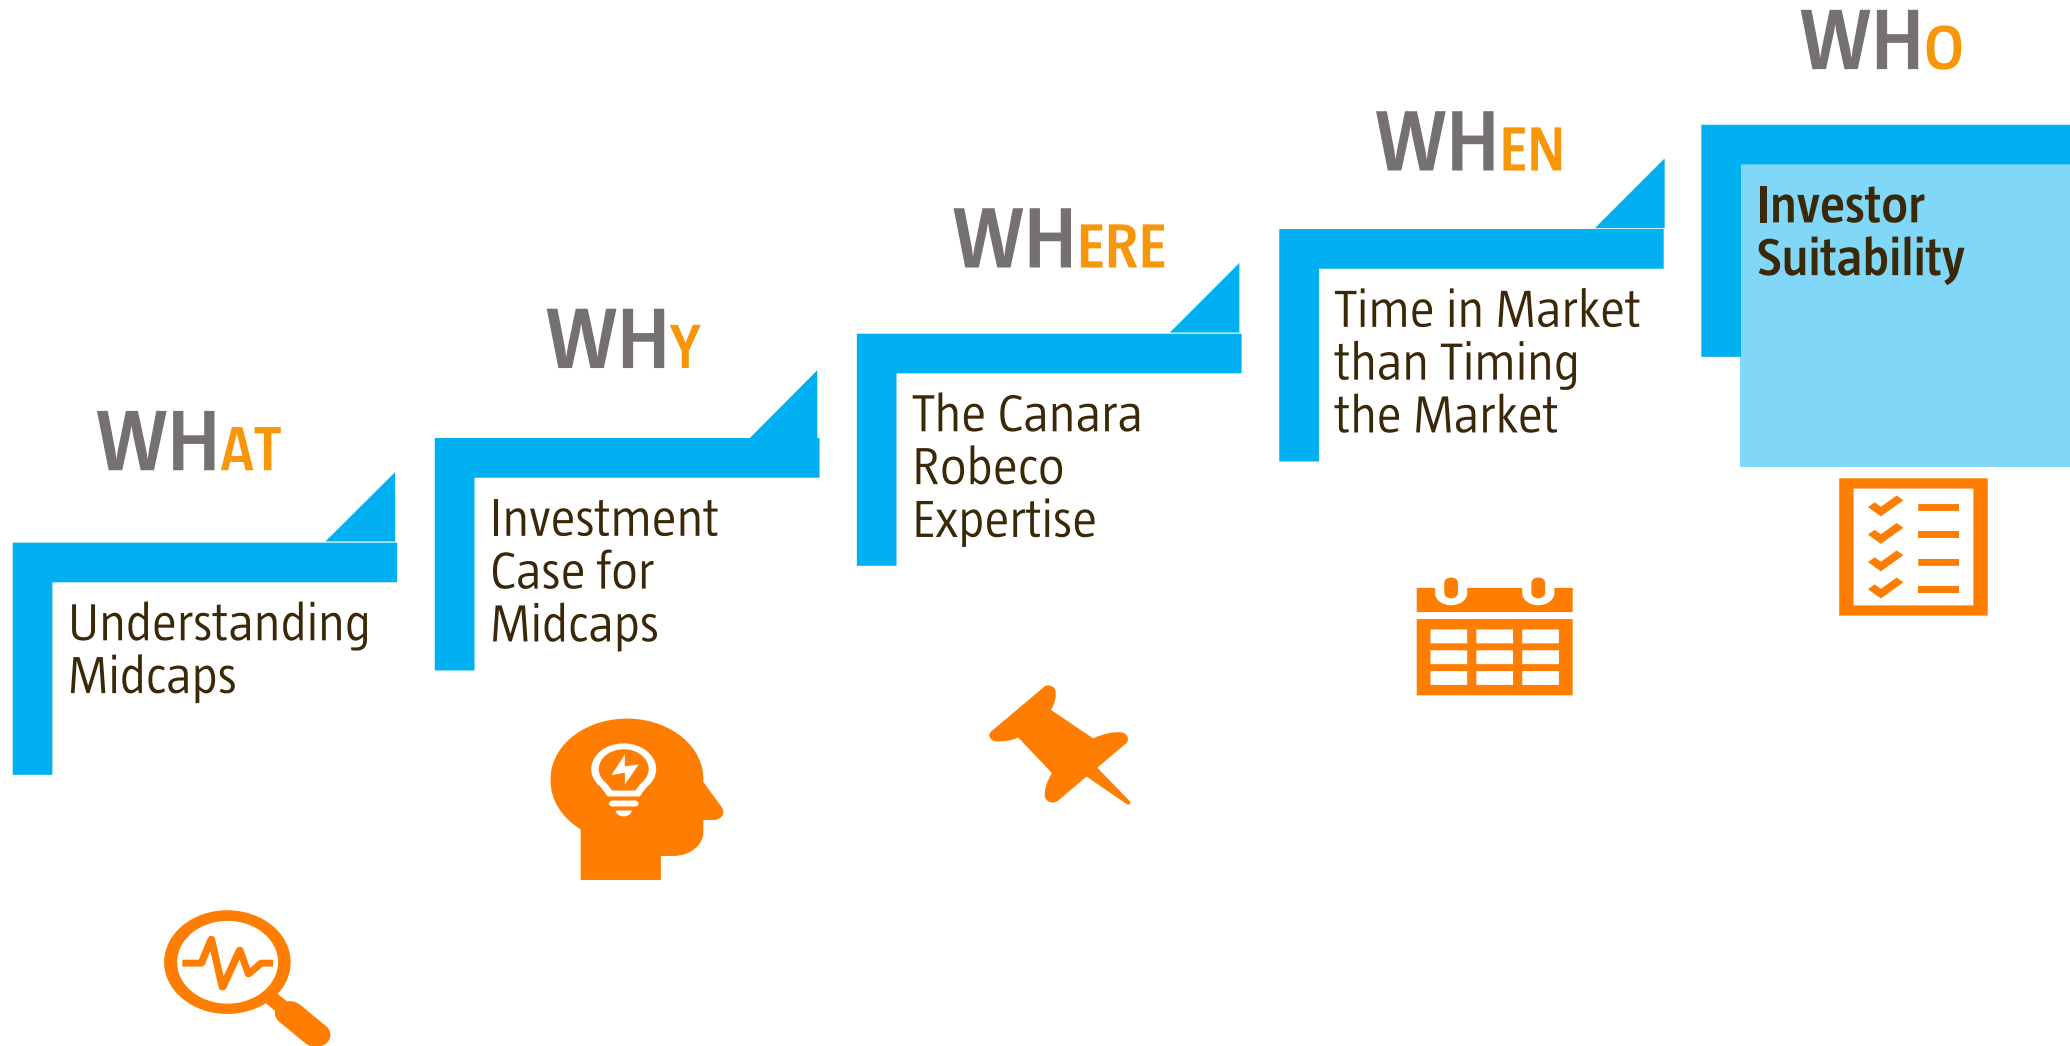 WHAT
Understanding
Midcaps
WHY
Investment
Case for
Midcaps
WHERE
The Canara
Robeco
Expertise
WHEN
Time in Market
than Timing
the Market
WHO
Investor
Suitability